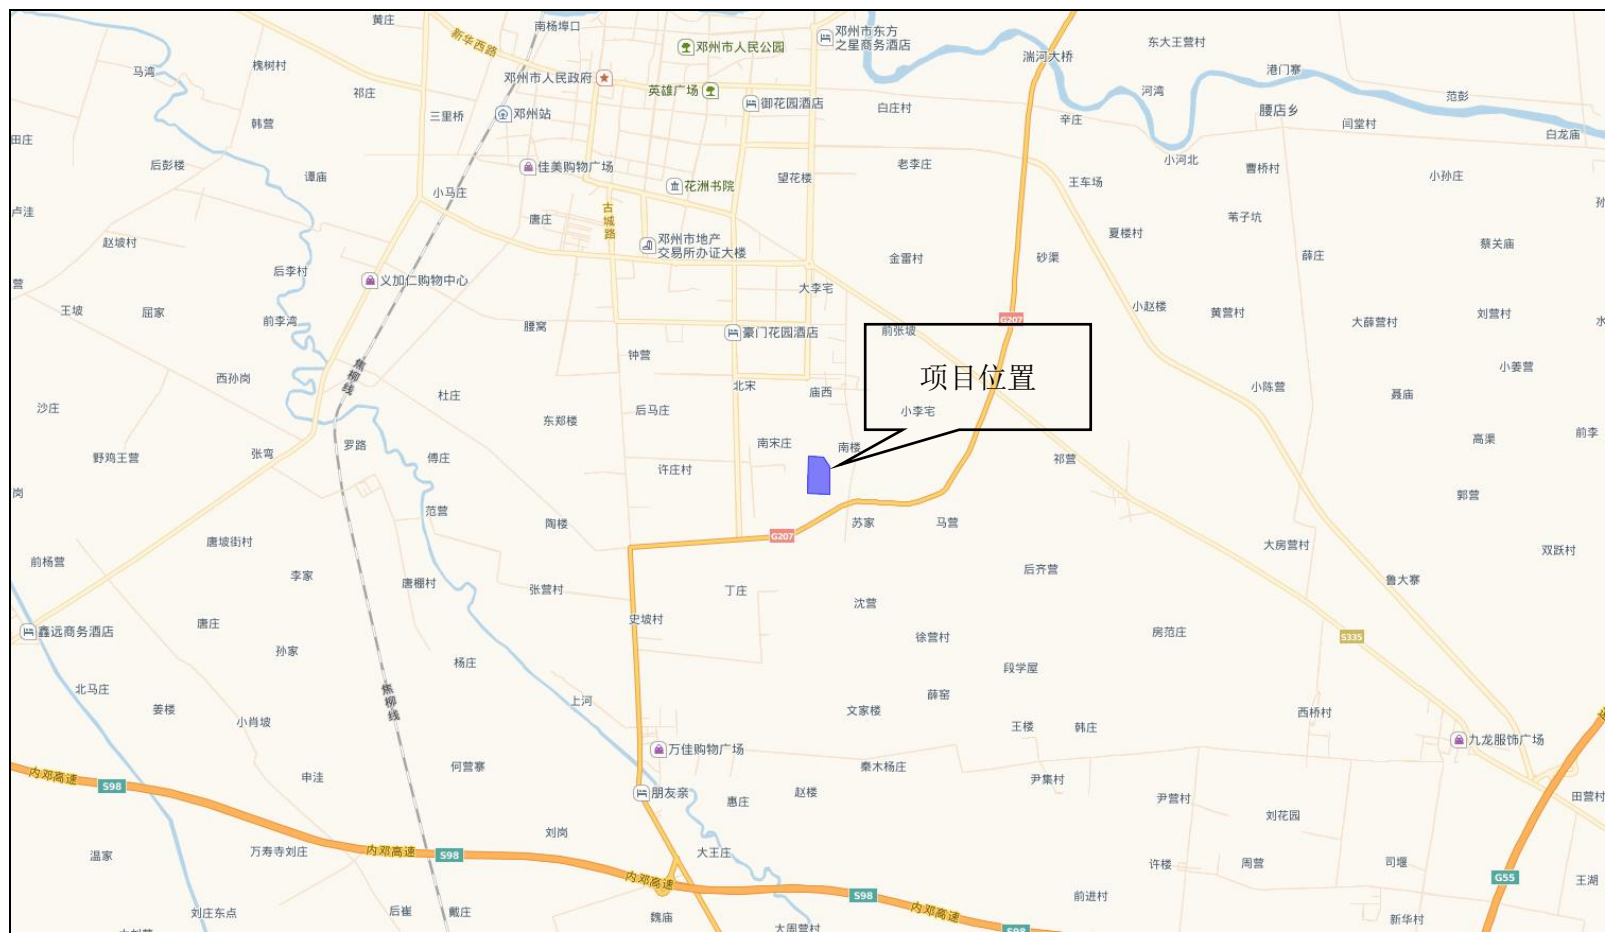 黄庄
南杨埠口
新华西路
邓州市人民公园
邓州市东方
之星商务酒店
湍河大桥
东大王营村
马湾
槐树村
祁庄
邓州市人民政府
英雄广场
御花园酒店
白庄村
河湾
港门寨
范彭
腰店乡
闫堂村
白龙庙
田庄
韩营
三里桥
邓州站
辛庄
后彭楼
谭庙
佳美购物广场
花洲书院
望花楼
老李庄
王车场
小河北
曹桥村
小孙庄
卢洼
小马庄
唐庄
古城路
苇子坑
孙
赵坡村
邓州市地产
交易所办证大楼
金雷村
砂渠
夏楼村
薛庄
蔡关庙
后李村
义加仁购物中心
大李宅
营
王坡
屈家
前李湾
腰窝
豪门花园酒店
前张坡
G207
小赵楼
黄营村
大薛营村
刘营村
水
钟营
焦柳线
西孙岗
杜庄
北宋
庙西
项目位置
小陈营
聂庙
小姜营
沙庄
东郑楼
后马庄
小李宅
野鸡王营
张弯
罗路
傅庄
许庄村
南宋庄
南楼
祁营
高渠
前李
岗
范营
陶楼
苏家
马营
郭营
唐坡街村
G207
大房营村
双跃村
前杨营
李家
唐棚村
张营村
丁庄
沈营
后齐营
鲁大寨
鑫远商务酒店
唐庄
史坡村
徐营村
房范庄
S335
孙家
杨庄
段学屋
北马庄
姜楼
小肖坡
焦柳线
上河
文家楼
薛窑
王楼
韩庄
西桥村
万佳购物广场
九龙服饰广场
内邓高速
S98
申洼
何营寨
朋友亲
惠庄
赵楼
秦木杨庄
尹集村
尹营村
刘花园
田营村
温家
万寿寺刘庄
内邓高速
S98
刘岗
大王庄
内邓高速
S98
内邓高速
S98
许楼
周营
司堰
G55
王湖
刘庄东点
后崔
戴庄
魏庙
大周营村
前进村
新华村